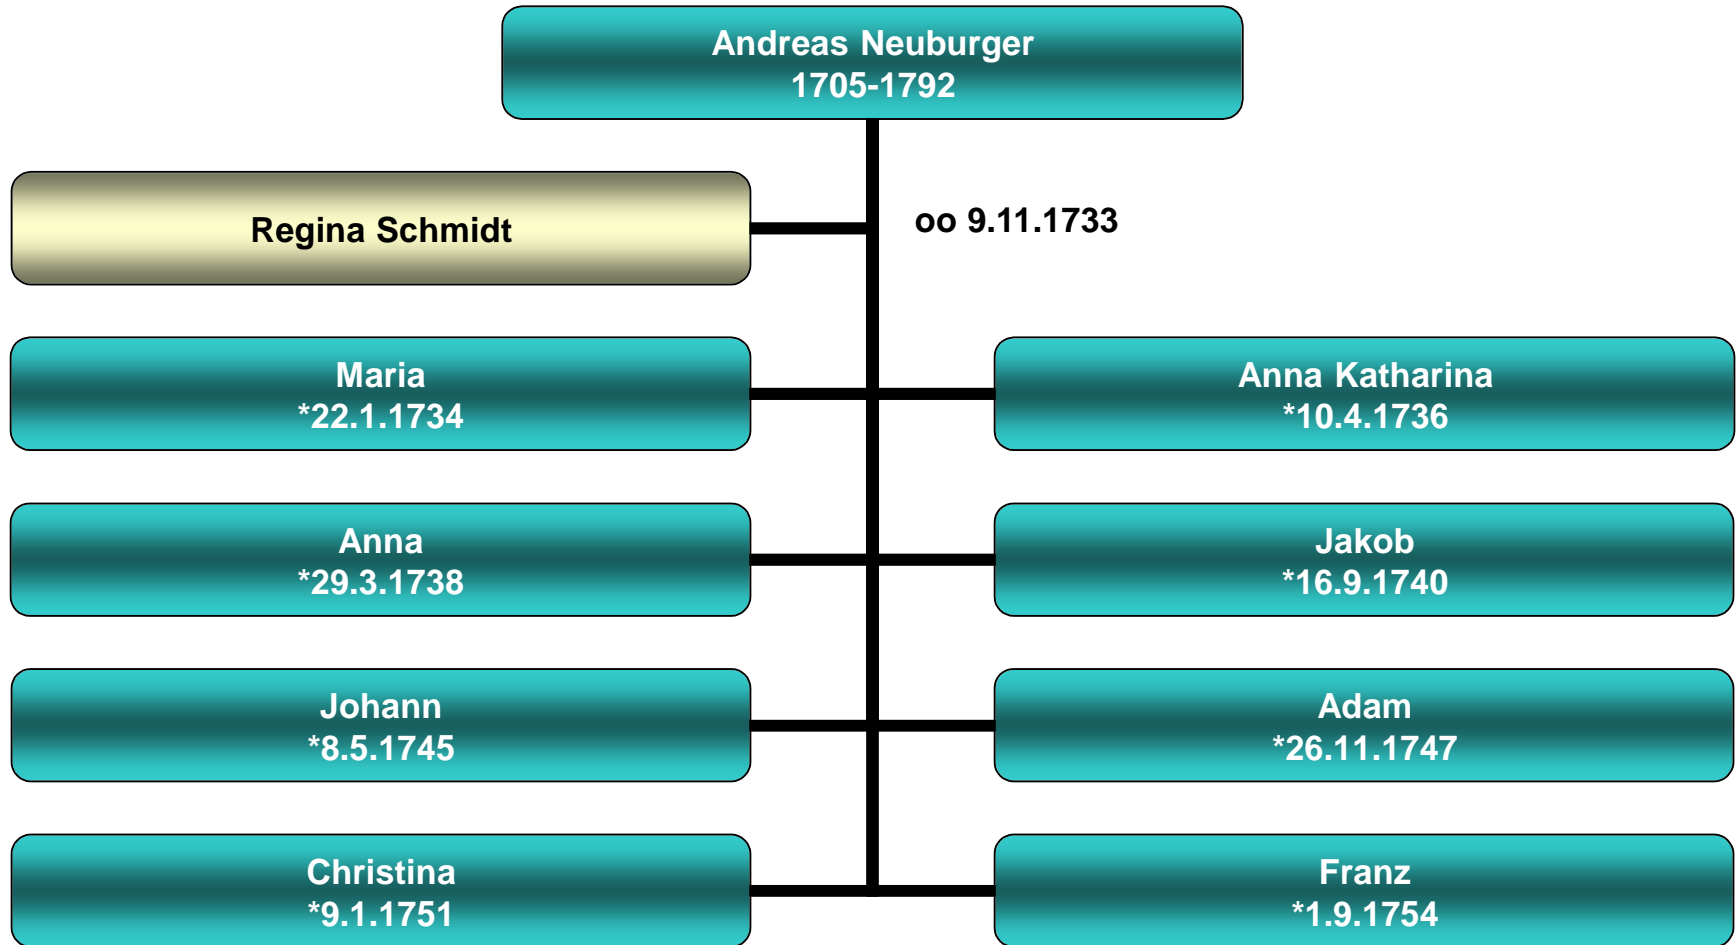 Andreas Neuburger
1705-1792
Regina Schmidt
oo 9.11.1733
Maria
*22.1.1734
Anna Katharina
*10.4.1736
Anna
*29.3.1738
Jakob
*16.9.1740
Johann
*8.5.1745
Adam
*26.11.1747
Christina
*9.1.1751
Franz
*1.9.1754